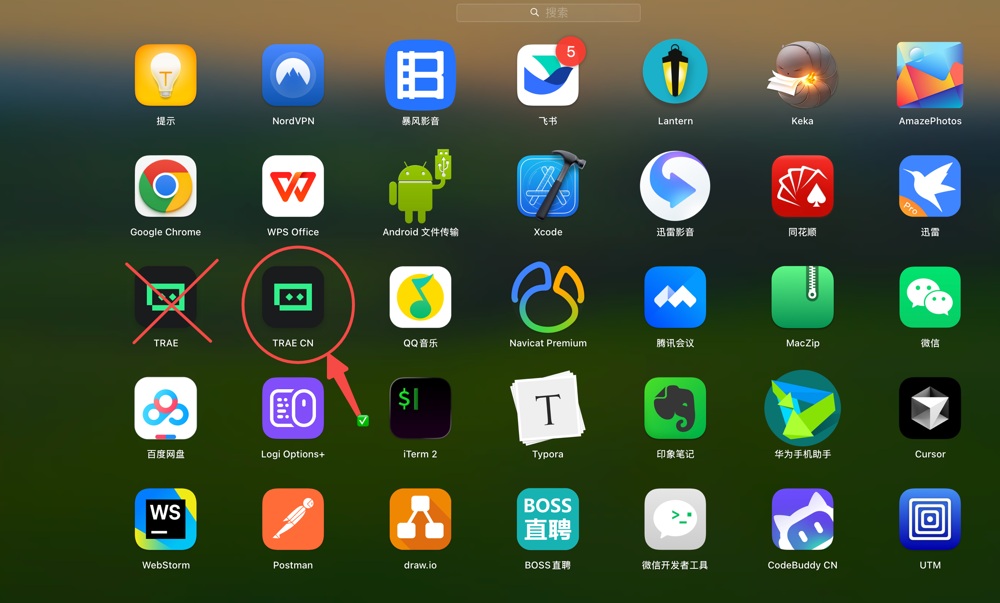 搜索
5
提示
NordVPN
暴风影音
飞书
Lantern
Keka
AmazePhotos
Pro
Google Chrome
WPS Office
Android 文件传输
Xcode
迅雷影音
同花顺
迅雷
TRAE
TRAE CN
QQ音乐
Navicat Premium
腾讯会议
MacZip
微信
$
T
百度网盘
Logi Options+
iTerm 2
Typora
印象笔记
华为手机助手
Cursor
WS
BOSS
直聘
>_
WebStorm
Postman
draw.io
BOSS直聘
微信开发者工具
CodeBuddy CN
UTM